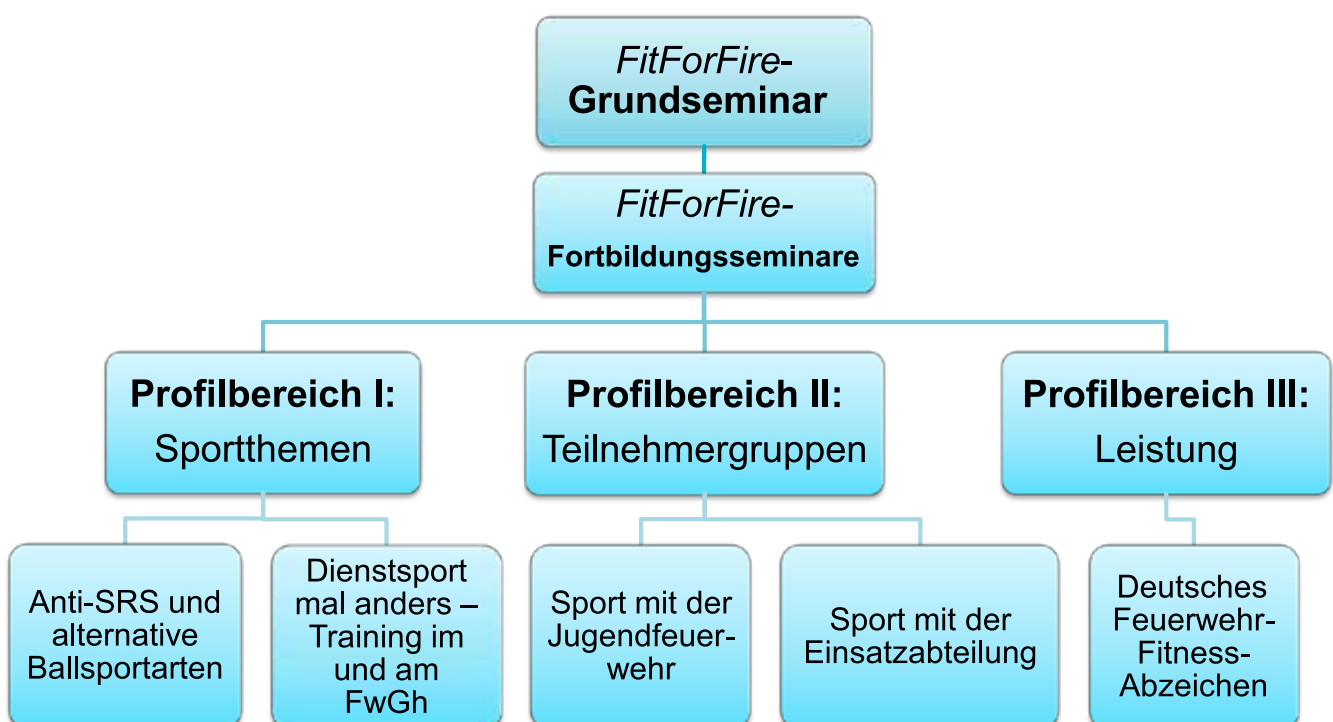 FitForFire-
Grundseminar
FitForFire-
Fortbildungsseminare
Profilbereich I:
Sportthemen
Profilbereich II:
Teilnehmergruppen
Profilbereich III:
Leistung
Anti-SRS und
alternative
Ballsportarten
Dienstsport
mal anders –
Training im
und am
FwGh
Sport mit der
Jugendfeuer-
wehr
Sport mit der
Einsatzabteilung
Deutsches
Feuerwehr-
Fitness-
Abzeichen